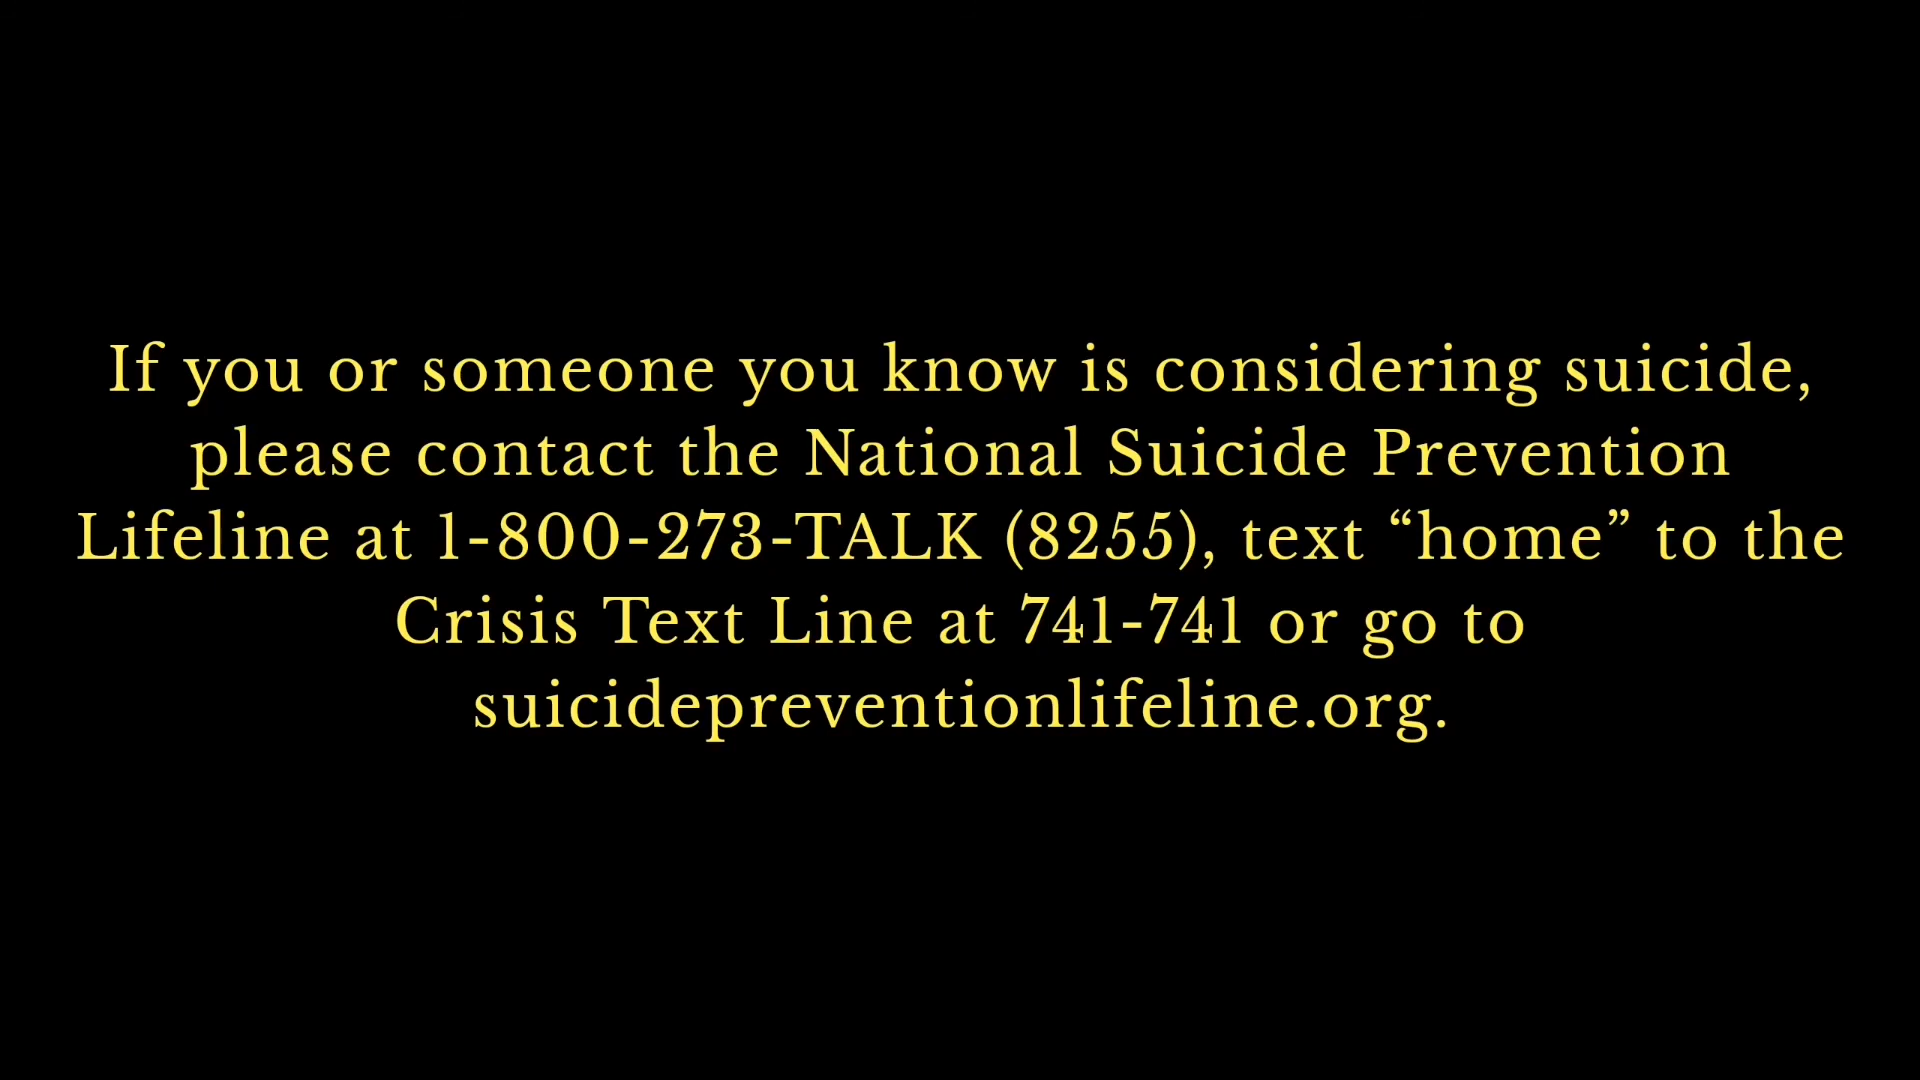 If you or someone you know is considering suicide,
please contact the National Suicide Prevention
Lifeline at 1-800-273-TALK (8255), text “home” to the
Crisis Text Line at 741-741 or go to
suicidepreventionlifeline.org.